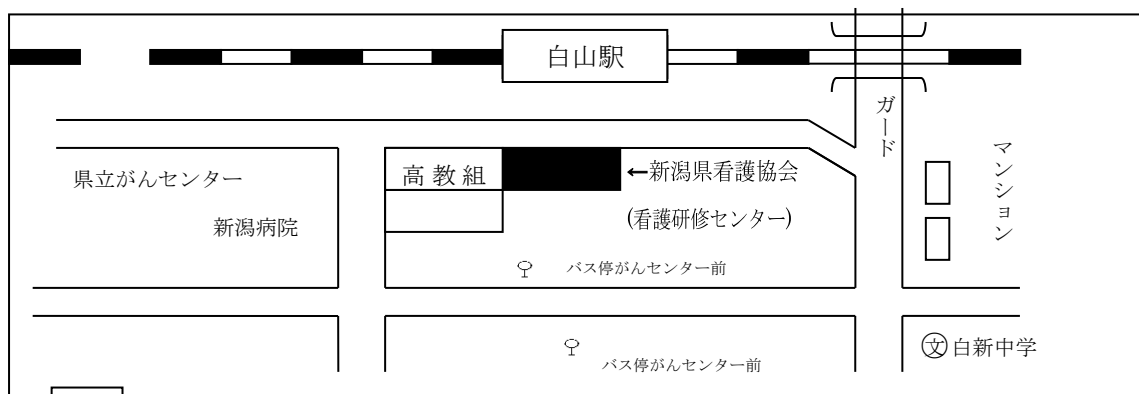 白山駅
ガード
マンション
高教組
←新潟県看護協会
県立がんセンター
新潟病院
(看護研修センター)
バス停がんセンター前
文白新中学
バス停がんセンター前